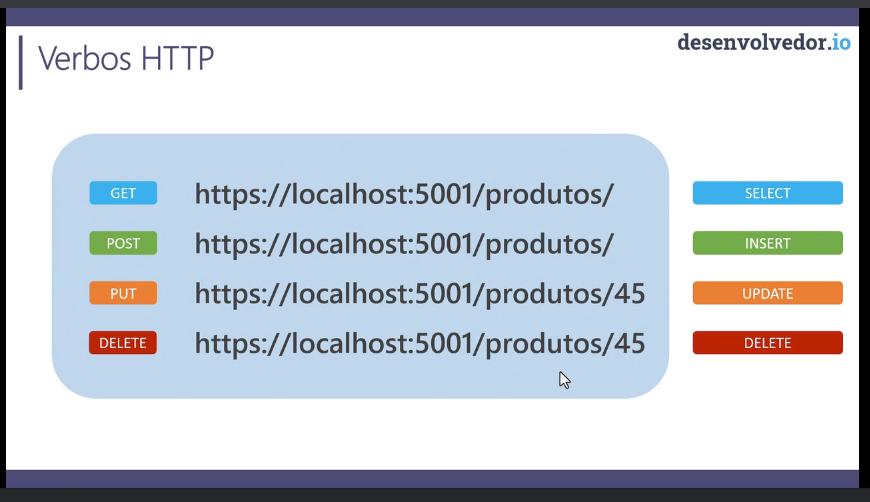 desenvolvedor.io
Verbos HTTP
GET https://localhost:5001/produtos/ SELECT
POST https://localhost:5001/produtos/ INSERT
PUT https://localhost:5001/produtos/45 UPDATE
DELETE https://localhost:5001/produtos/45 DELETE